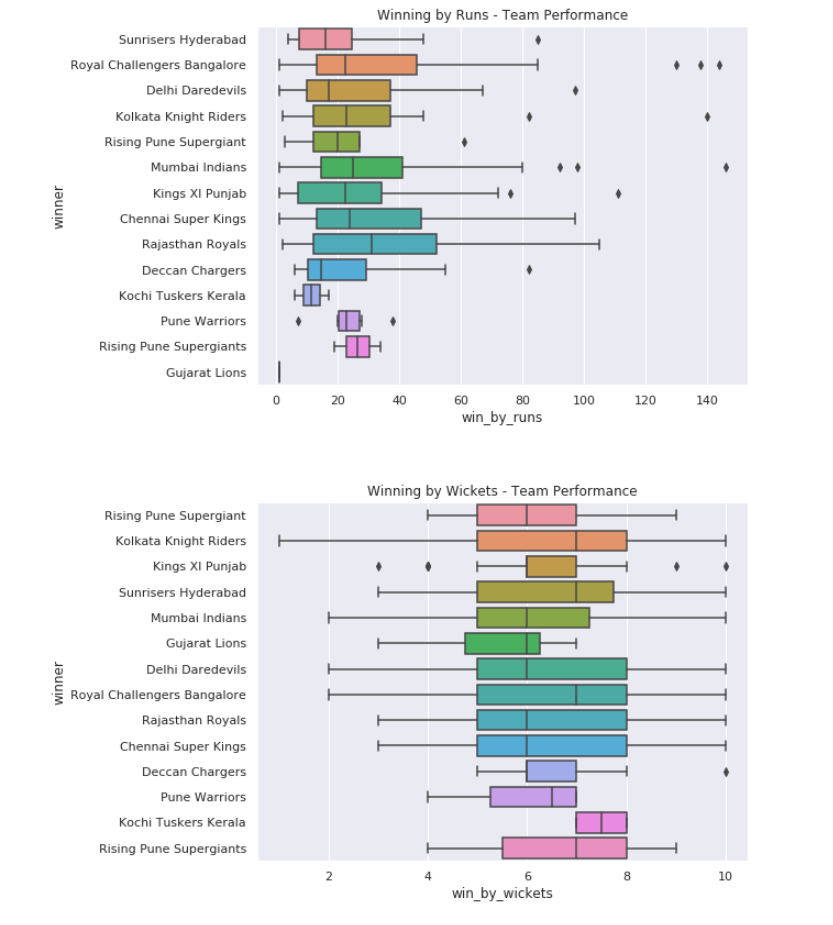 Winning by Runs - Team Performance
Sunrisers Hyderabad
Royal Challengers Bangalore
Delhi Daredevils
Kolkata Knight Riders
Rising Pune Supergiant
Mumbai Indians
Kings XI Punjab
Chennai Super Kings
Rajasthan Royals
Deccan Chargers
Kochi Tuskers Kerala
Pune Warriors
Rising Pune Supergiants
Gujarat Lions
winner
0 20 40 60 80 100 120 140
win_by_runs
Winning by Wickets - Team Performance
Rising Pune Supergiant
Kolkata Knight Riders
Kings XI Punjab
Sunrisers Hyderabad
Mumbai Indians
Gujarat Lions
Delhi Daredevils
Royal Challengers Bangalore
Rajasthan Royals
Chennai Super Kings
Deccan Chargers
Pune Warriors
Kochi Tuskers Kerala
Rising Pune Supergiants
winner
2 4 6 8 10
win_by_wickets